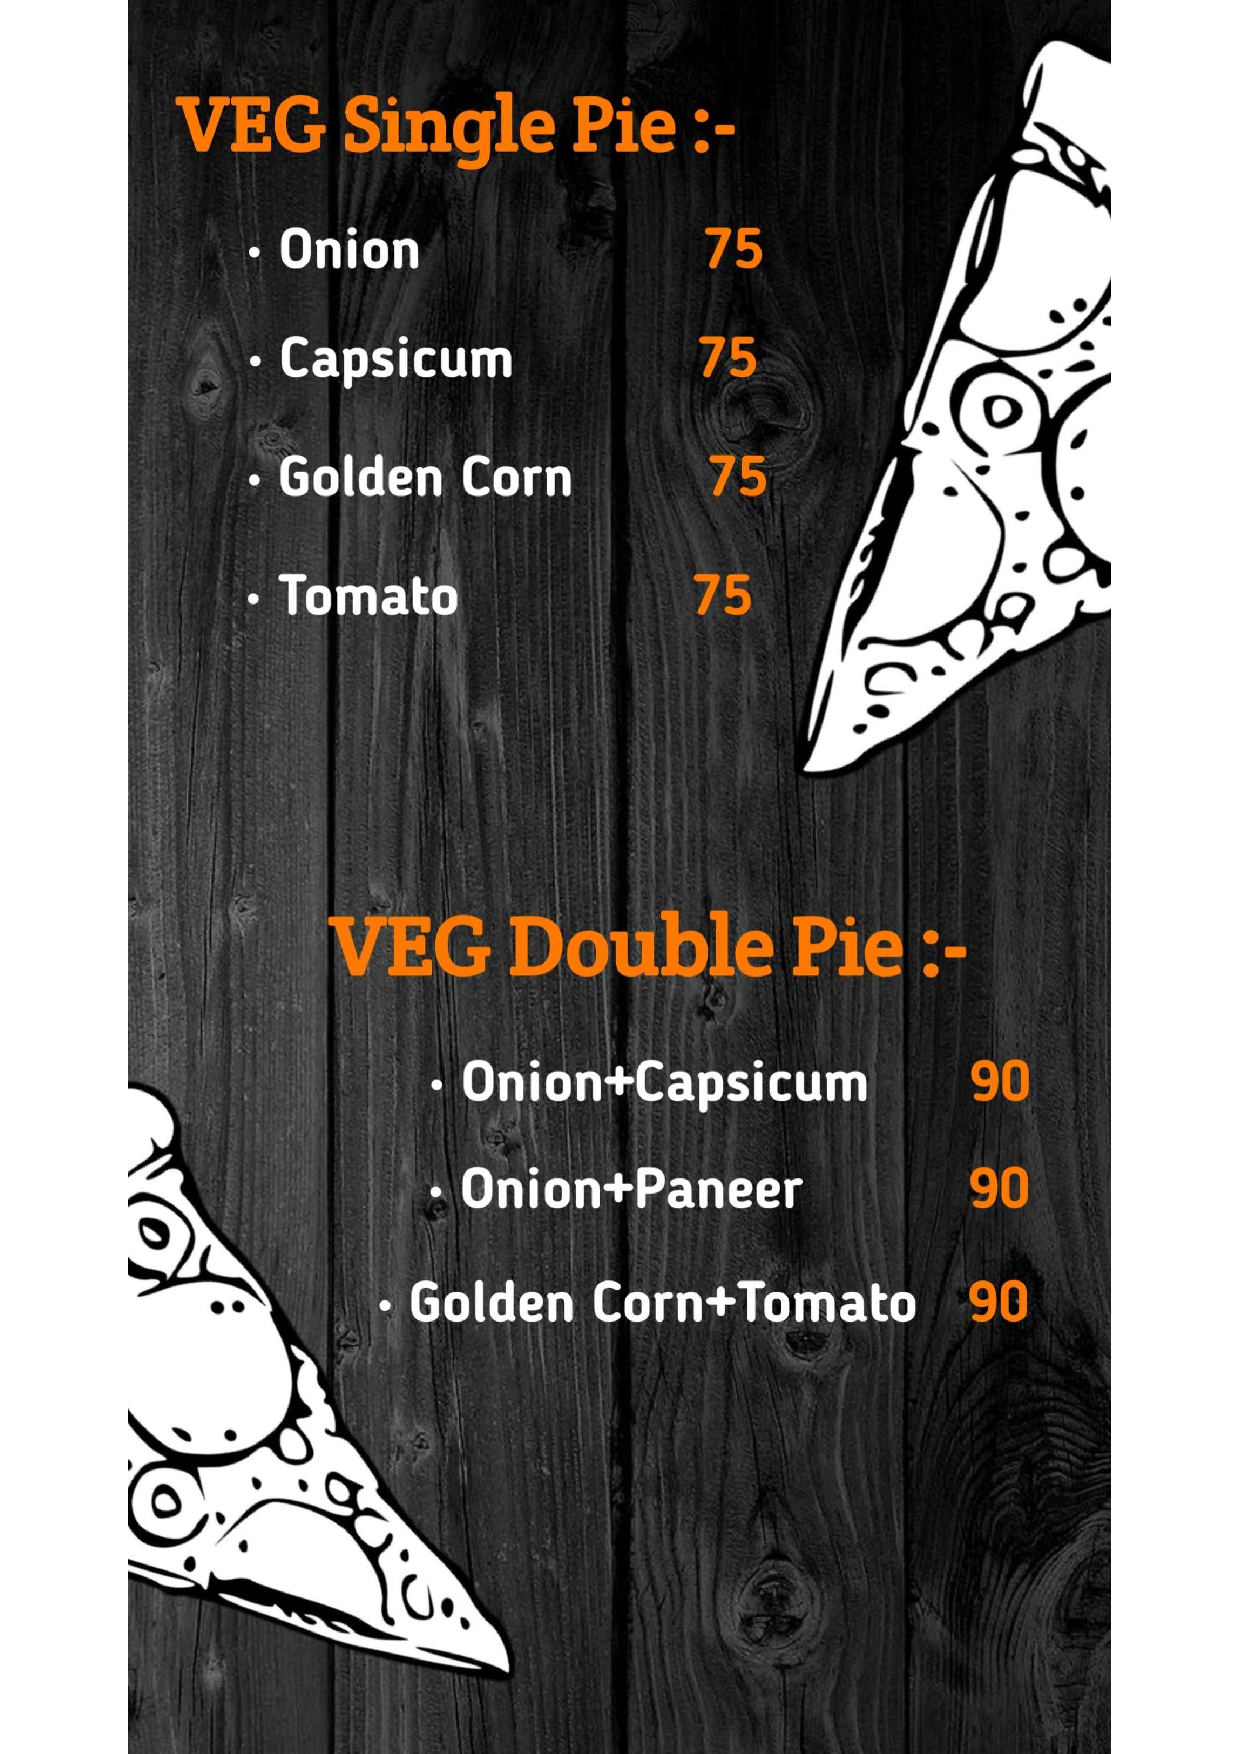 VEG Single Pie :-
• Onion 75
• Capsicum 75
• Golden Corn 75
• Tomato 75
VEG Double Pie :-
• Onion+Capsicum 90
• Onion+Paneer 90
• Golden Corn+Tomato 90